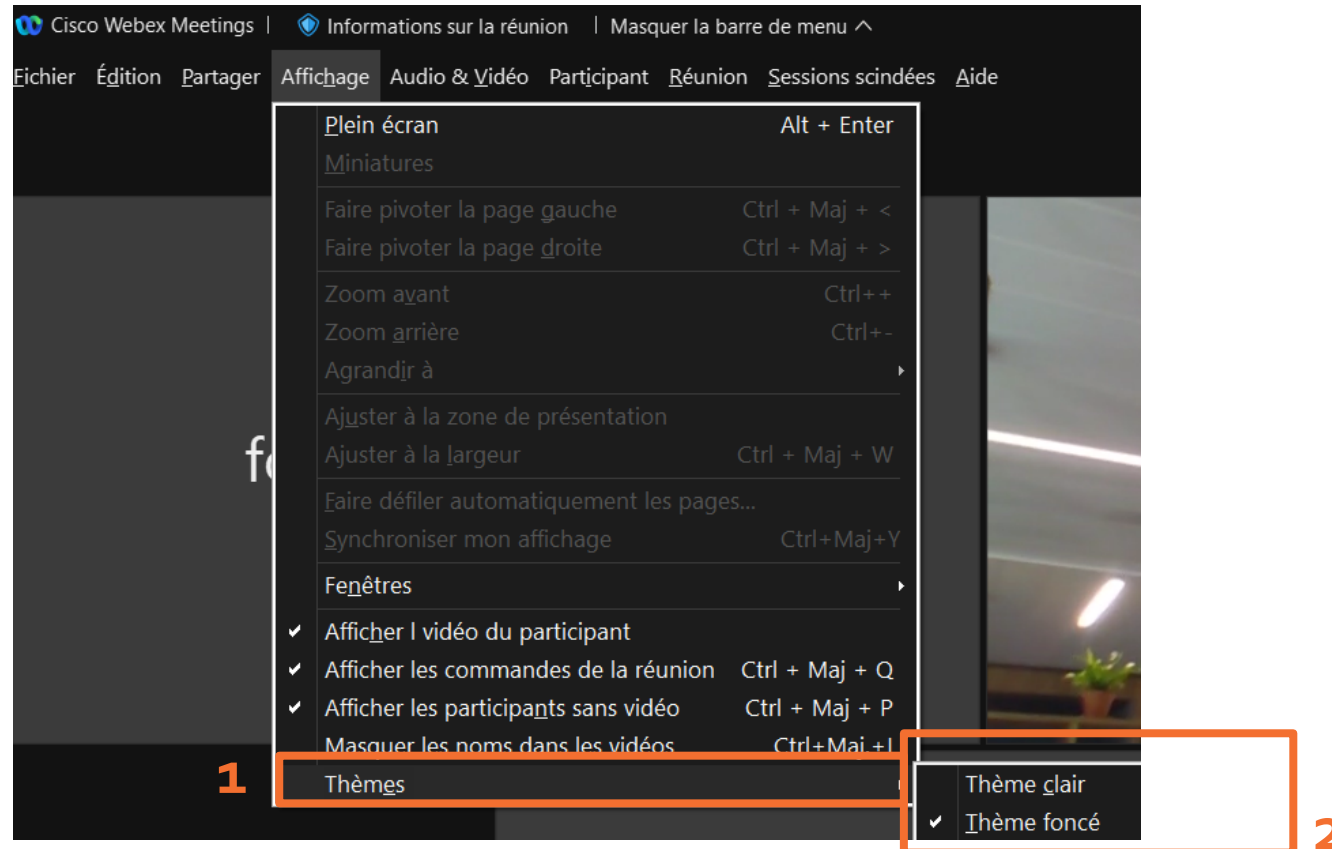 Cisco Webex Meetings | Informations sur la réunion | Masquer la barre de menu
Fichier Édition Partager Affichage Audio & Vidéo Participant Réunion Sessions scindées Aide
Plein écran Alt + Enter
Miniatures
Faire pivoter la page gauche Ctrl + Maj + <
Faire pivoter la page droite Ctrl + Maj + >
Zoom avant Ctrl++
Zoom arrière Ctrl+-
Agrandir à
Ajuster à la zone de présentation
fo
Ajuster à la largeur Ctrl + Maj + W
Faire défiler automatiquement les pages...
Synchroniser mon affichage Ctrl+Maj+Y
Fenêtres
Afficher l vidéo du participant
Afficher les commandes de la réunion Ctrl + Maj + Q
Afficher les participants sans vidéo Ctrl + Maj + P
Masquer les noms dans les vidéos Ctrl+Maj
1 Thèmes
Thème clair
Thème foncé
2